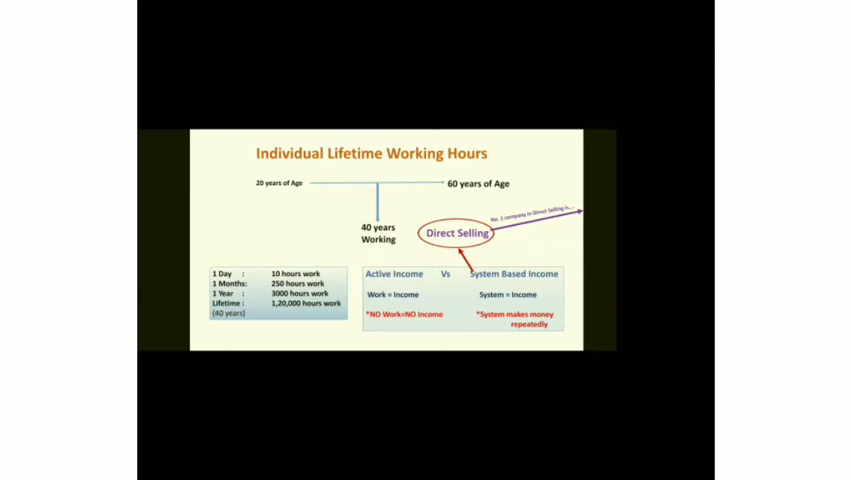 Individual Lifetime Working Hours
20 years of Age 60 years of Age
40 years
Working
No. 1 company in Direct Selling is...
Direct Selling
1 Day : 10 hours work
1 Months: 250 hours work
1 Year : 3000 hours work
Lifetime : 1,20,000 hours work
(40 years)
Active Income Vs System Based Income
Work = Income System = Income
*NO Work=NO Income *System makes money
repeatedly